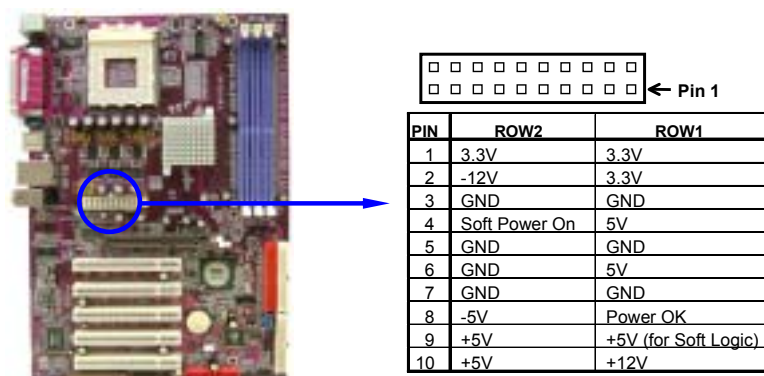 Pin 1
PIN ROW2 ROW1
1 3.3V 3.3V
2 -12V 3.3V
3 GND GND
4 Soft Power On 5V
5 GND GND
6 GND 5V
7 GND GND
8 -5V Power OK
9 +5V +5V (for Soft Logic)
10 +5V +12V